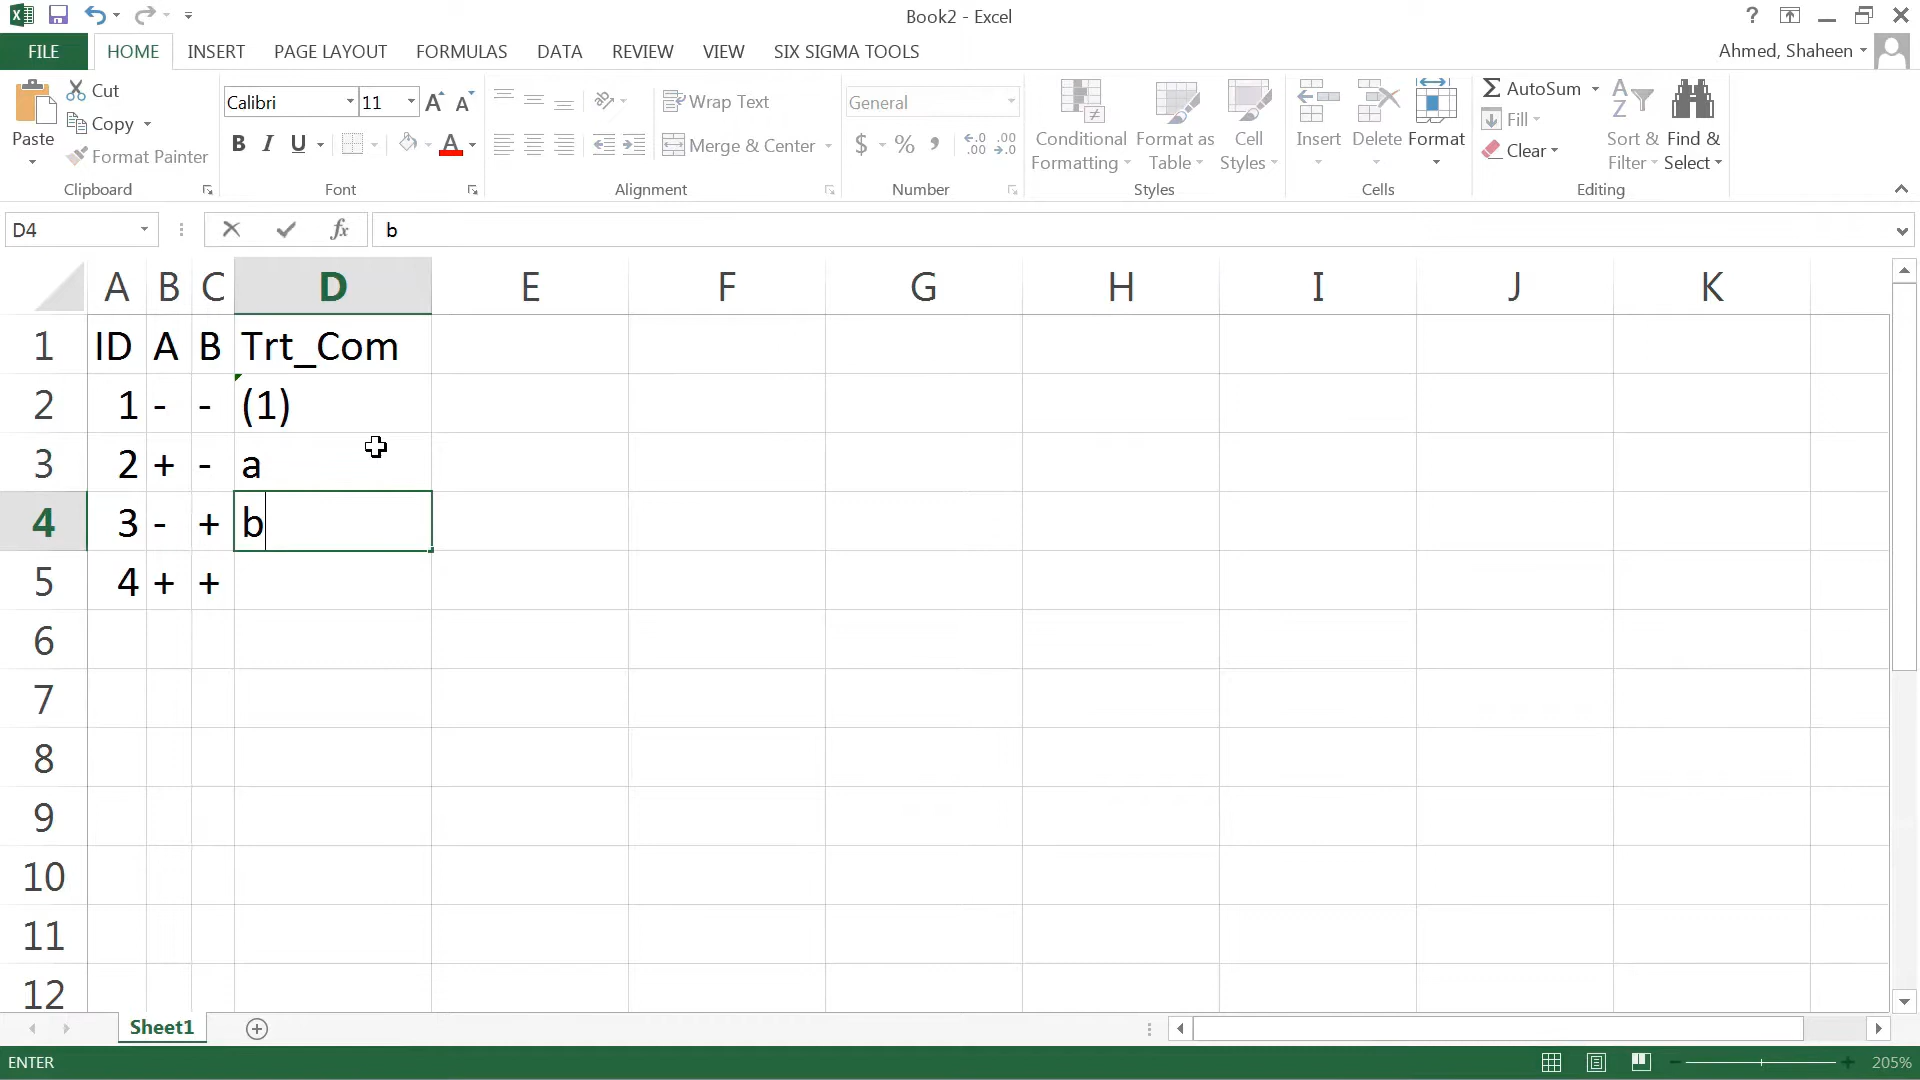 Book2 - Excel
?
FILE HOME INSERT PAGE LAYOUT FORMULAS DATA REVIEW VIEW SIX SIGMA TOOLS Ahmed, Shaheen
Paste
Cut
Copy
Format Painter
Clipboard
Calibri 11
B I U A
Font
Wrap Text
Merge & Center
Alignment
General
$ % ,
Number
Conditional Formatting
Format as Table
Cell Styles
Styles
Insert
Delete
Format
Cells
AutoSum
Fill
Clear
Sort & Filter
Find & Select
Editing
D4 fx b
A B C D E F G H I J K
1 ID A B Trt_Com
2 1 - - (1)
3 2 + - a
4 3 - + b
5 4 + +
6
7
8
9
10
11
12
Sheet1
ENTER 205%